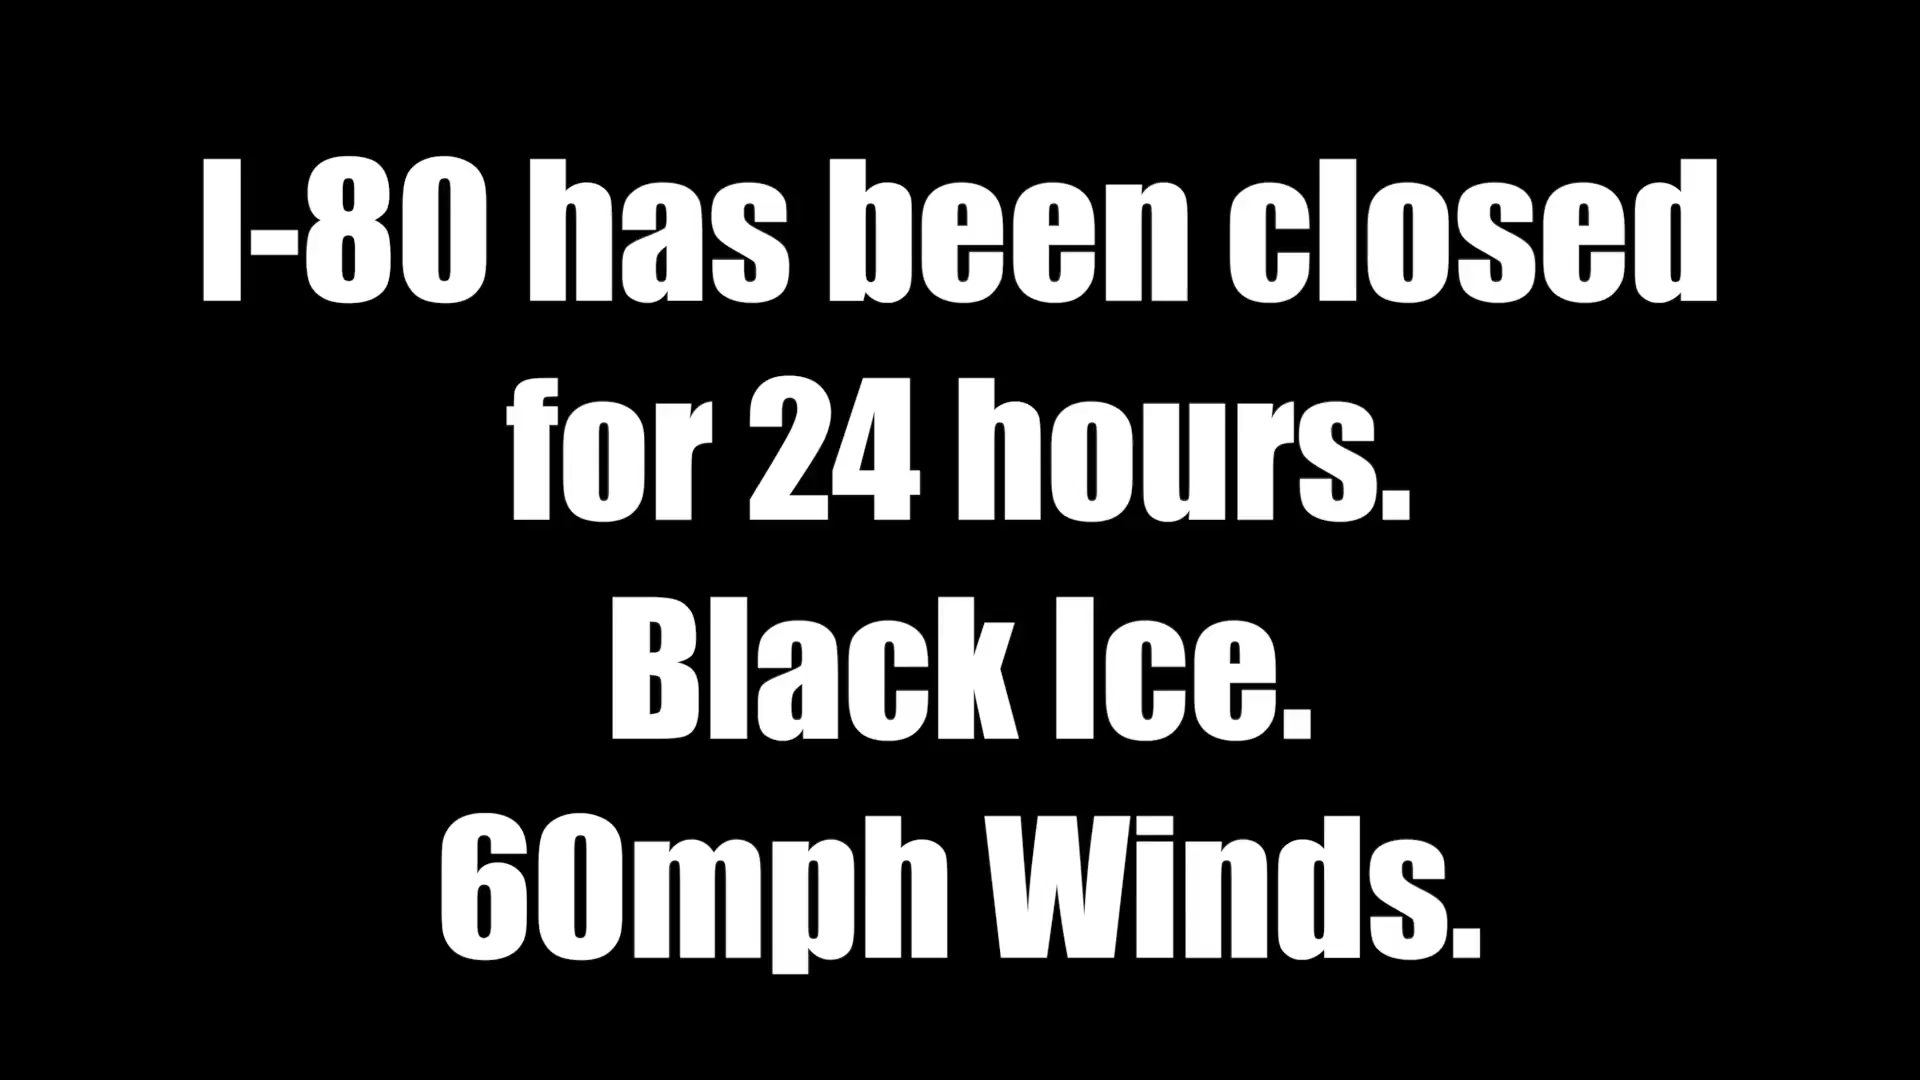 I-80 has been closed
for 24 hours.
Black Ice.
60mph Winds.